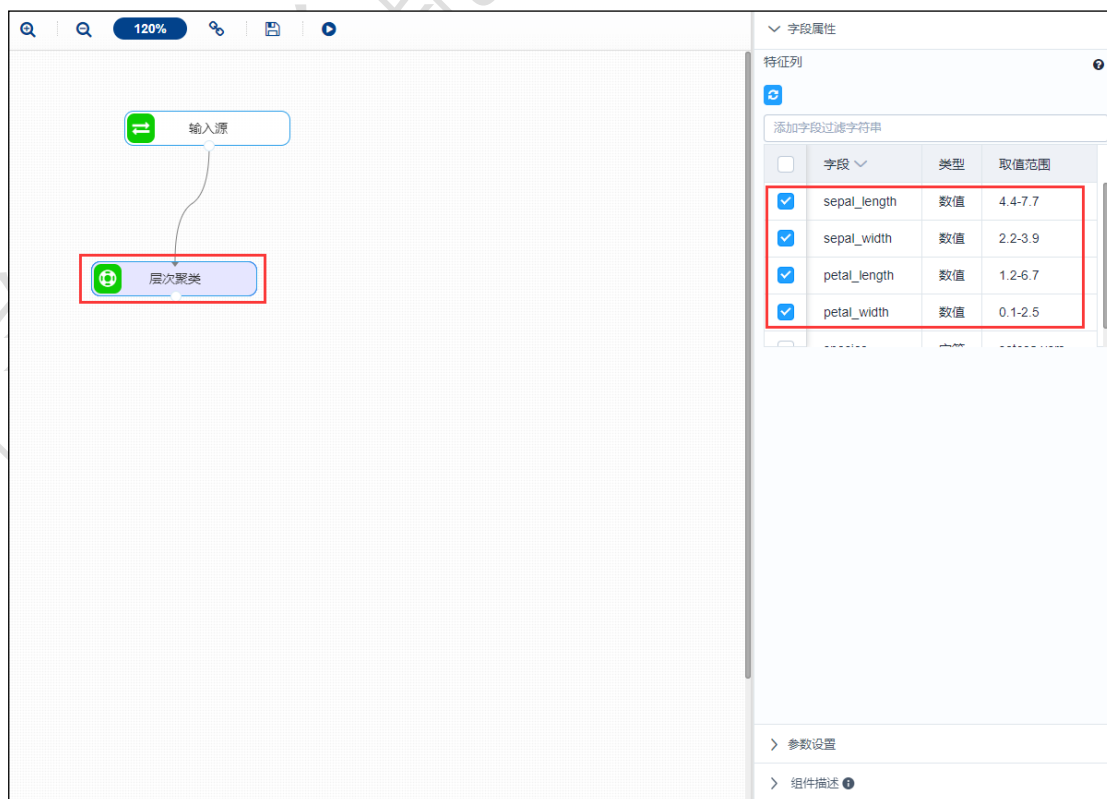 120%
字段属性
特征列
添加字段过滤字符串
字段 类型 取值范围
sepal_length 数值 4.4-7.7
sepal_width 数值 2.2-3.9
petal_length 数值 1.2-6.7
petal_width 数值 0.1-2.5
输入源
层次聚类
参数设置
组件描述